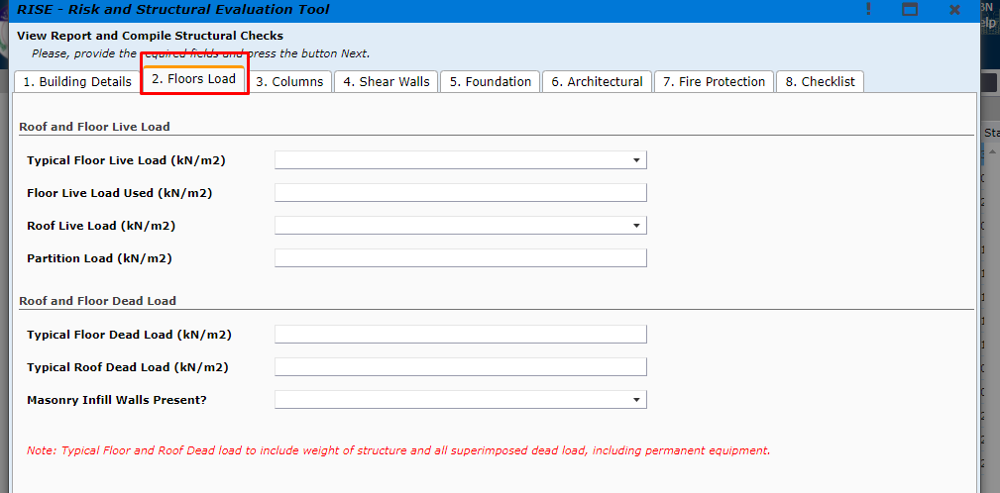 RISE - Risk and Structural Evaluation Tool
View Report and Compile Structural Checks
Please, provide the required fields and press the button Next.
1. Building Details 2. Floors Load 3. Columns 4. Shear Walls 5. Foundation 6. Architectural 7. Fire Protection 8. Checklist
Roof and Floor Live Load
Typical Floor Live Load (kN/m2)
Floor Live Load Used (kN/m2)
Roof Live Load (kN/m2)
Partition Load (kN/m2)
Roof and Floor Dead Load
Typical Floor Dead Load (kN/m2)
Typical Roof Dead Load (kN/m2)
Masonry Infill Walls Present?
Note: Typical Floor and Roof Dead load to include weight of structure and all superimposed dead load, including permanent equipment.